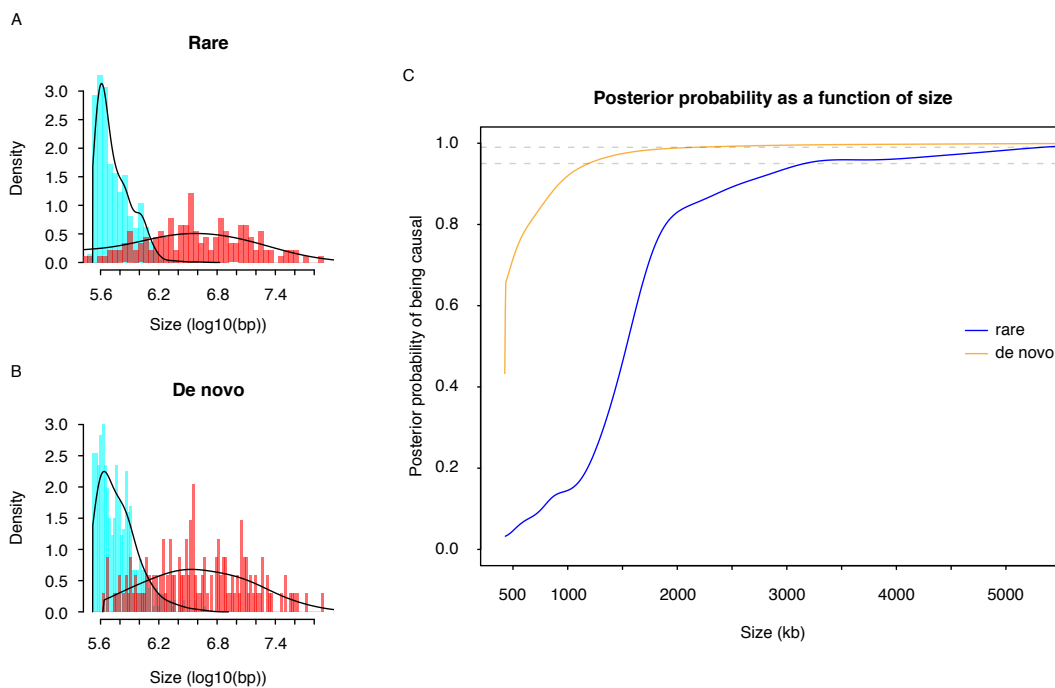 A
Rare
3.0
2.5
2.0
1.5
1.0
0.5
0.0
Density
5.6 6.2 6.8 7.4
Size (log10(bp))
B
De novo
3.0
2.5
2.0
1.5
1.0
0.5
0.0
Density
5.6 6.2 6.8 7.4
Size (log10(bp))
C
Posterior probability as a function of size
1.0
0.8
0.6
0.4
0.2
0.0
Posterior probability of being causal
rare
de novo
500 1000 2000 3000 4000 5000
Size (kb)